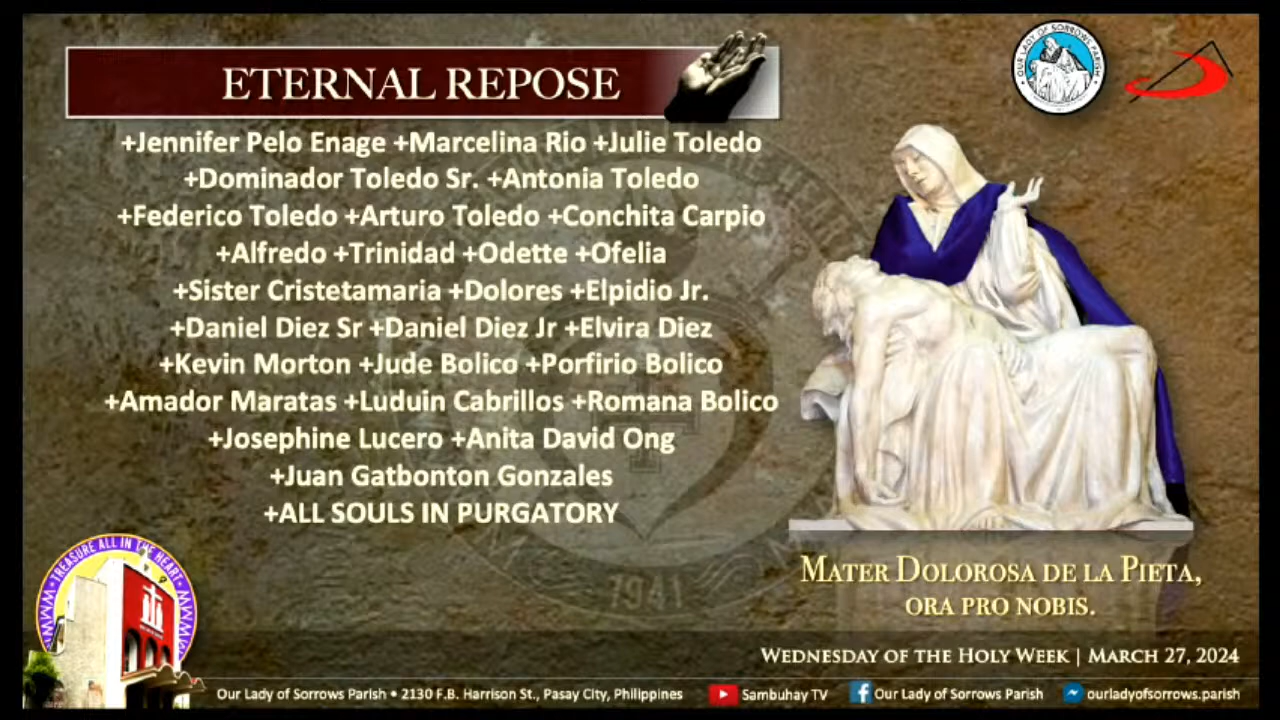 ETERNAL REPOSE
OUR LADY OF SORROWS PARISH
+Jennifer Pelo Enage +Marcelina Rio +Julie Toledo
+Dominador Toledo Sr. +Antonia Toledo
+Federico Toledo +Arturo Toledo +Conchita Carpio
+Alfredo +Trinidad +Odette +Ofelia
+Sister Cristetamaria +Dolores +Elpidio Jr.
+Daniel Diez Sr +Daniel Diez Jr +Elvira Diez
+Kevin Morton +Jude Bolico +Porfirio Bolico
+Amador Maratas +Luduin Cabrillos +Romana Bolico
+Josephine Lucero +Anita David Ong
+Juan Gatbonton Gonzales
+ALL SOULS IN PURGATORY
1941
TREASURE ALL IN THE HEART
MATER DOLOROSA DE LA PIETA,
ORA PRO NOBIS.
WEDNESDAY OF THE HOLY WEEK | MARCH 27, 2024
Our Lady of Sorrows Parish • 2130 F.B. Harrison St., Pasay City, Philippines Sambuhay TV Our Lady of Sorrows Parish ourladyofsorrows.parish